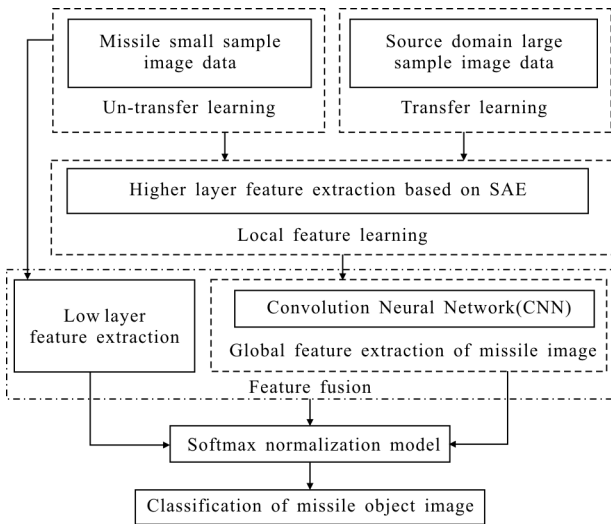 Missile small sample
image data
Un-transfer learning
Source domain large
sample image data
Transfer learning
Higher layer feature extraction based on SAE
Local feature learning
Low layer
feature extraction
Convolution Neural Network(CNN)
Global feature extraction of missile image
Feature fusion
Softmax normalization model
Classification of missile object image